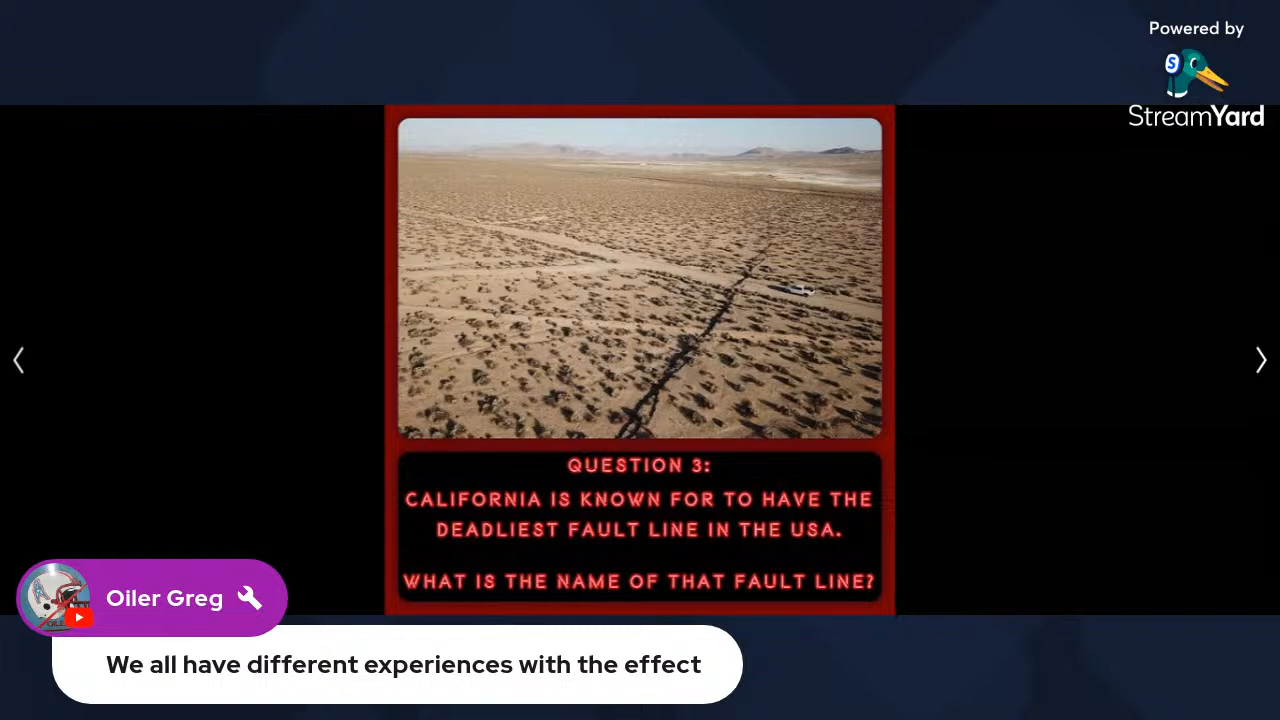 Powered by
StreamYard
QUESTION 3:
CALIFORNIA IS KNOWN FOR TO HAVE THE
DEADLIEST FAULT LINE IN THE USA.
WHAT IS THE NAME OF THAT FAULT LINE?
Oiler Greg
We all have different experiences with the effect